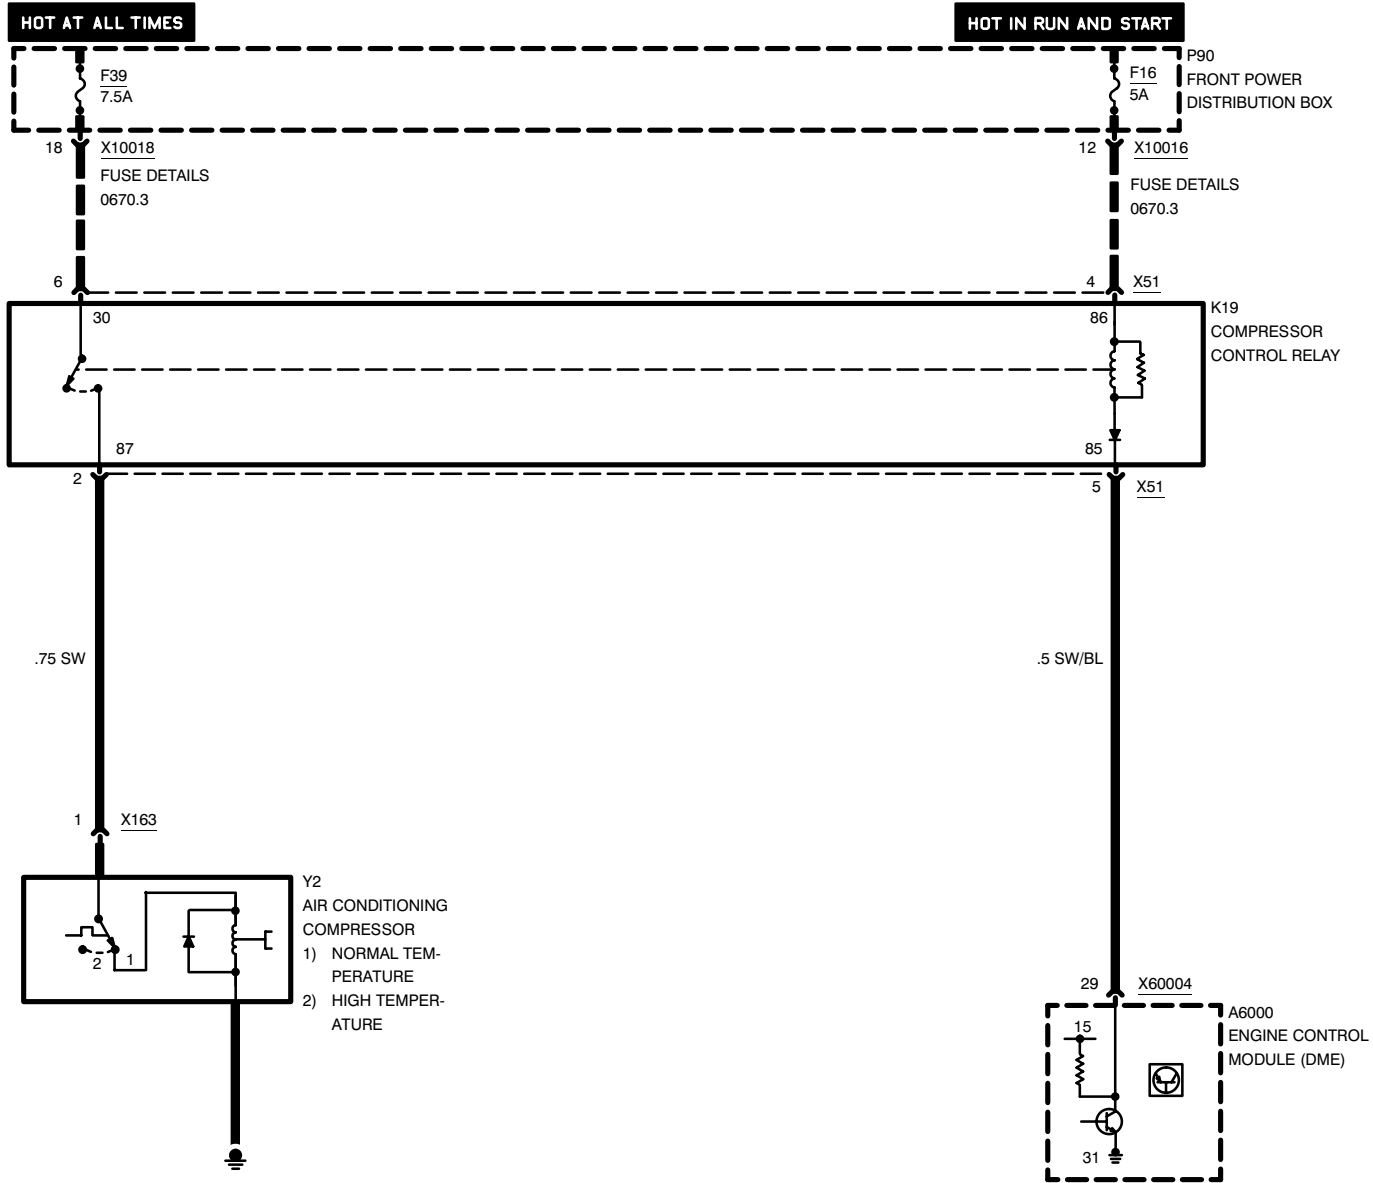 HOT AT ALL TIMES
HOT IN RUN AND START
F39
7.5A
F16
5A
P90
FRONT POWER
DISTRIBUTION BOX
18
X10018
FUSE DETAILS
0670.3
12
X10016
FUSE DETAILS
0670.3
6
4
X51
30
86
K19
COMPRESSOR
CONTROL RELAY
87
85
2
5
X51
.75 SW
.5 SW/BL
1
X163
Y2
AIR CONDITIONING
COMPRESSOR
1) NORMAL TEM-
PERATURE
2) HIGH TEMPER-
ATURE
2
1
29
X60004
15
A6000
ENGINE CONTROL
MODULE (DME)
31